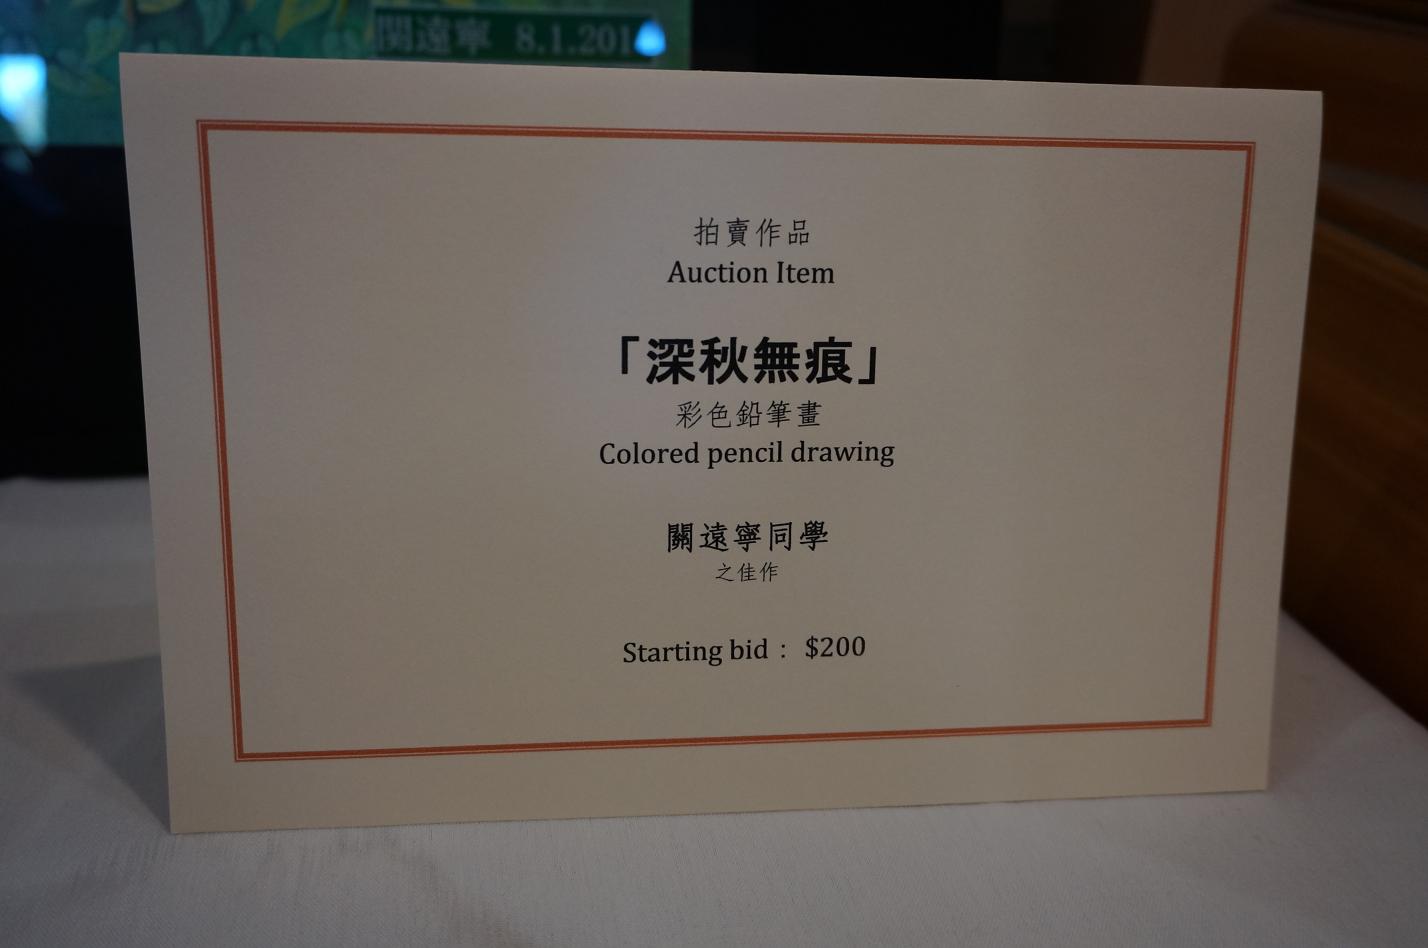 關遠寧 8.1.201
拍賣作品
Auction Item
「深秋無痕」
彩色鉛筆畫
Colored pencil drawing
關遠寧同學
之佳作
Starting bid : $200